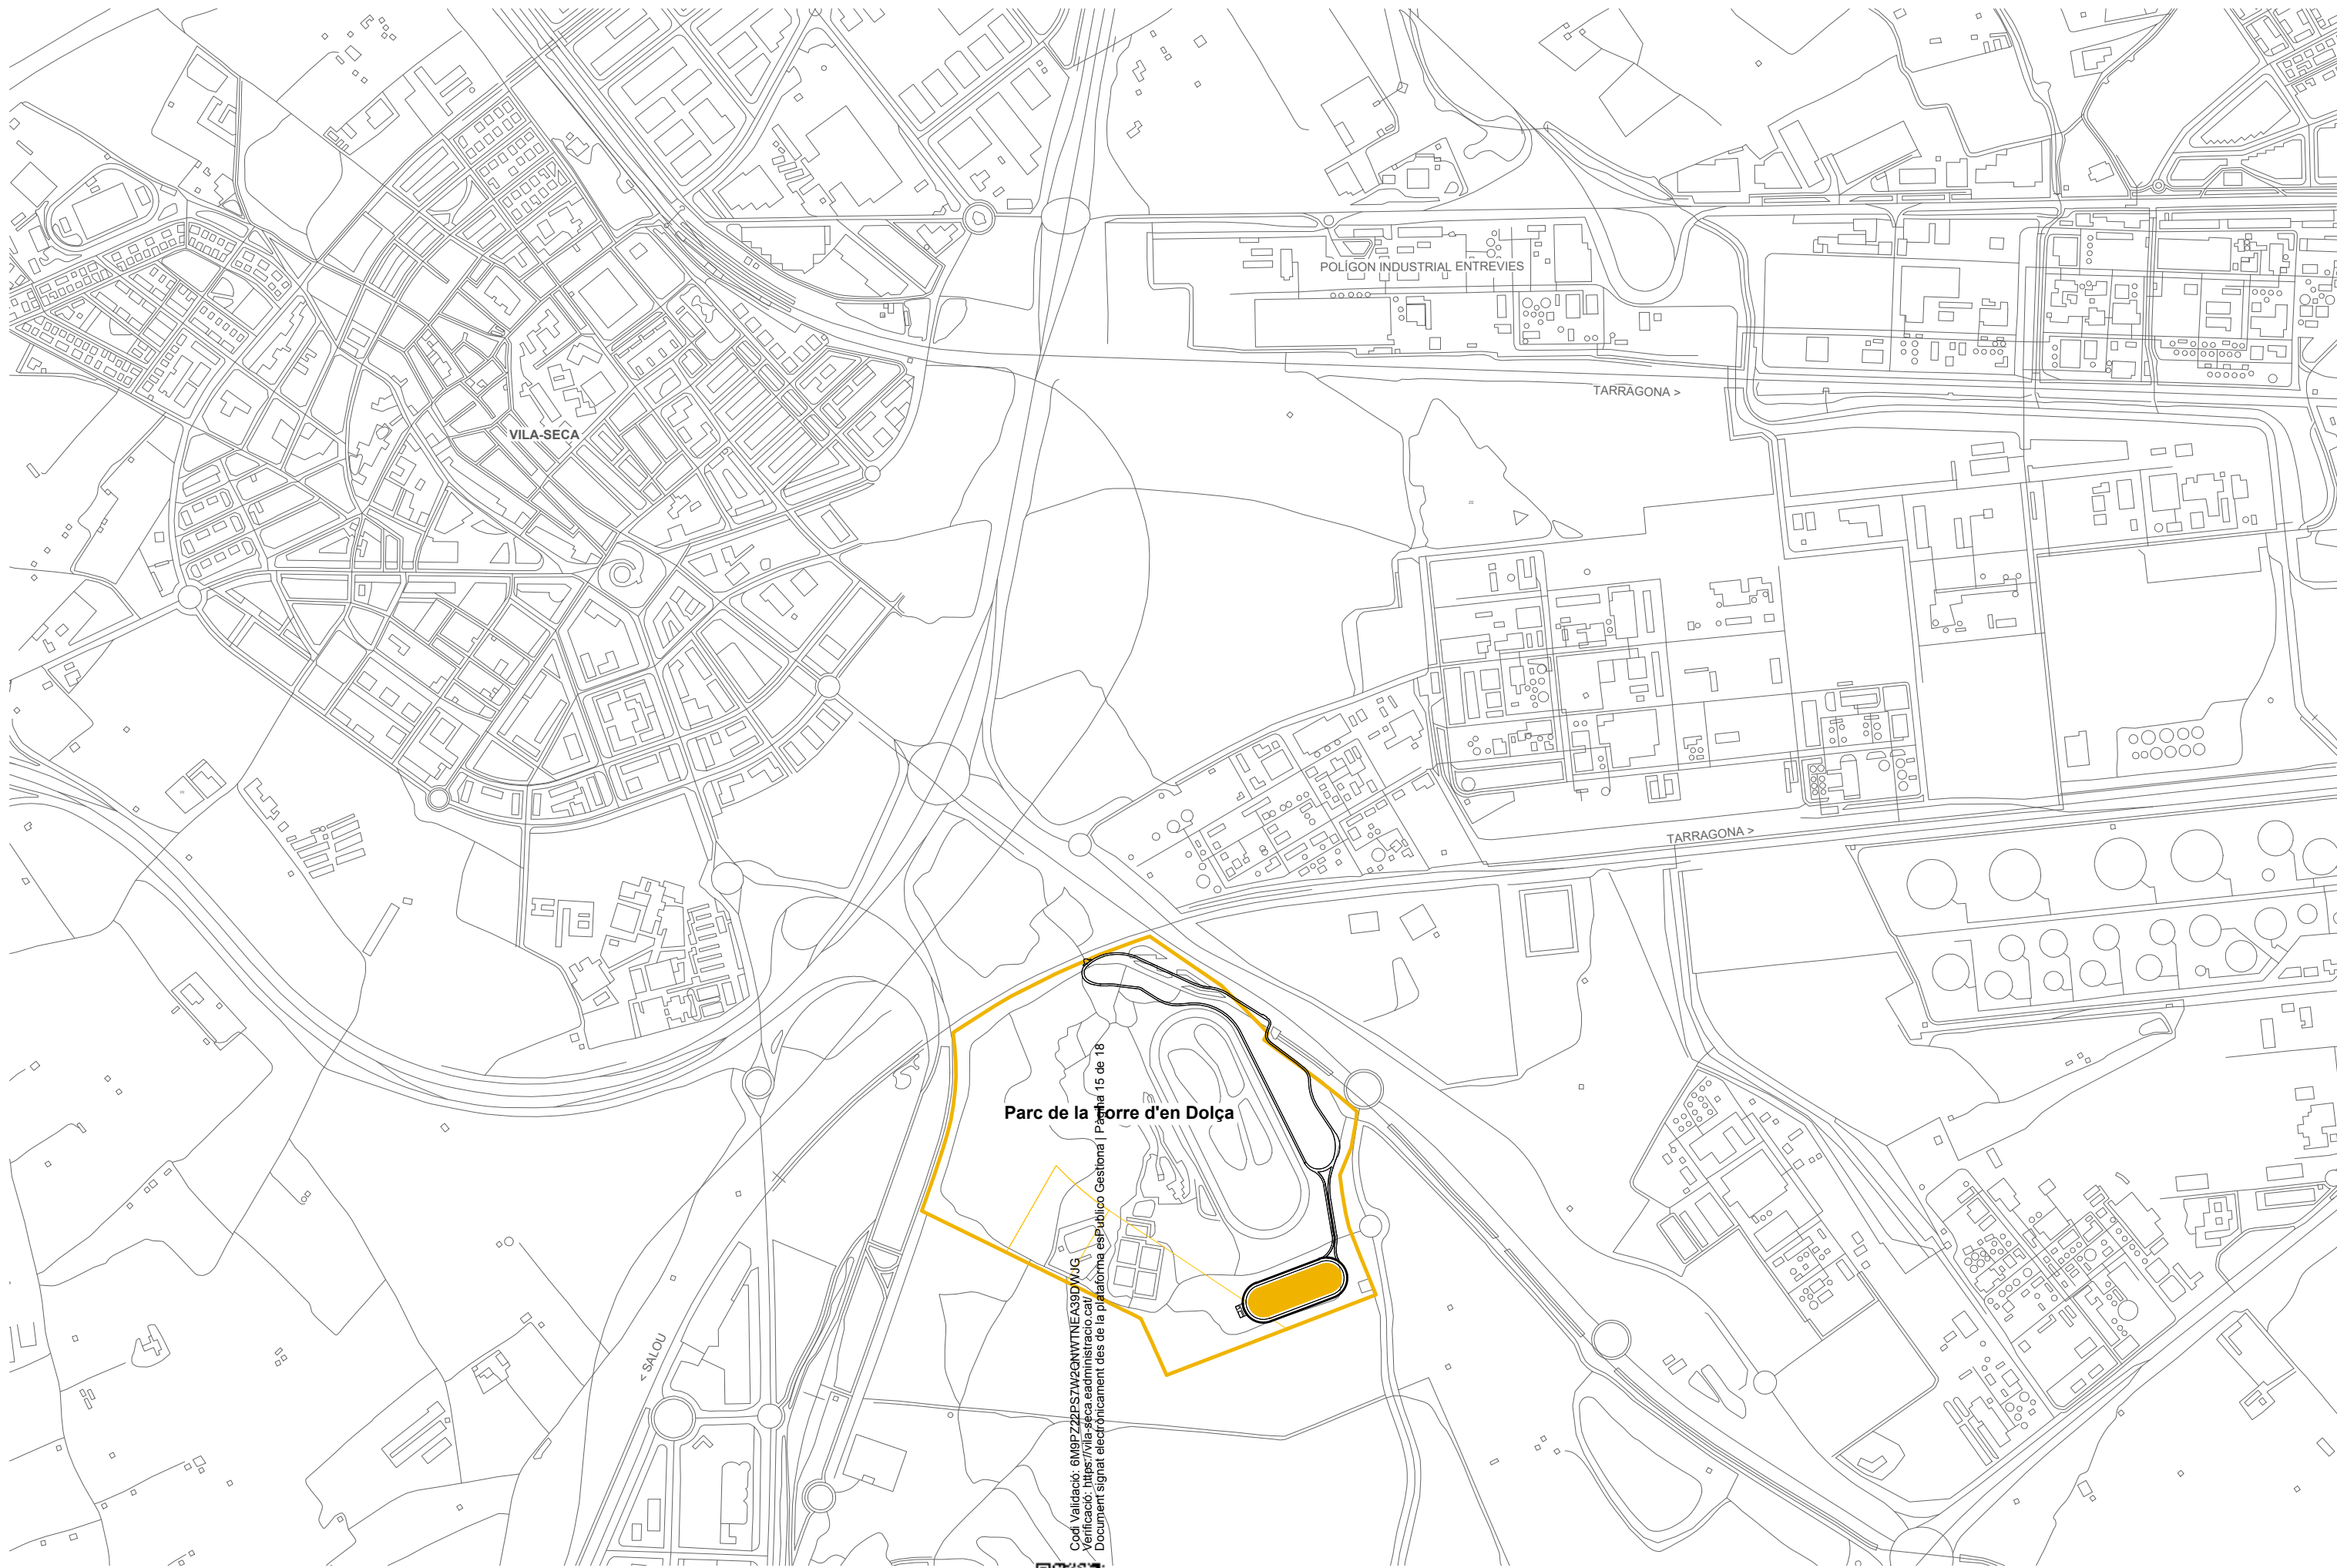 POLÍGON INDUSTRIAL ENTREVIES
TARRAGONA >
VILA-SECA
TARRAGONA >
Parc de la Torre d'en Dolça
< SALOU
Codi Validació: 6M9PZ22PS7W2QNWTNEA39DWJG
Verificació: https://vila-seca.eadministracio.cat/
Document signat electrònicament des de la plataforma esPublico Gestiona | Pàgina 15 de 18